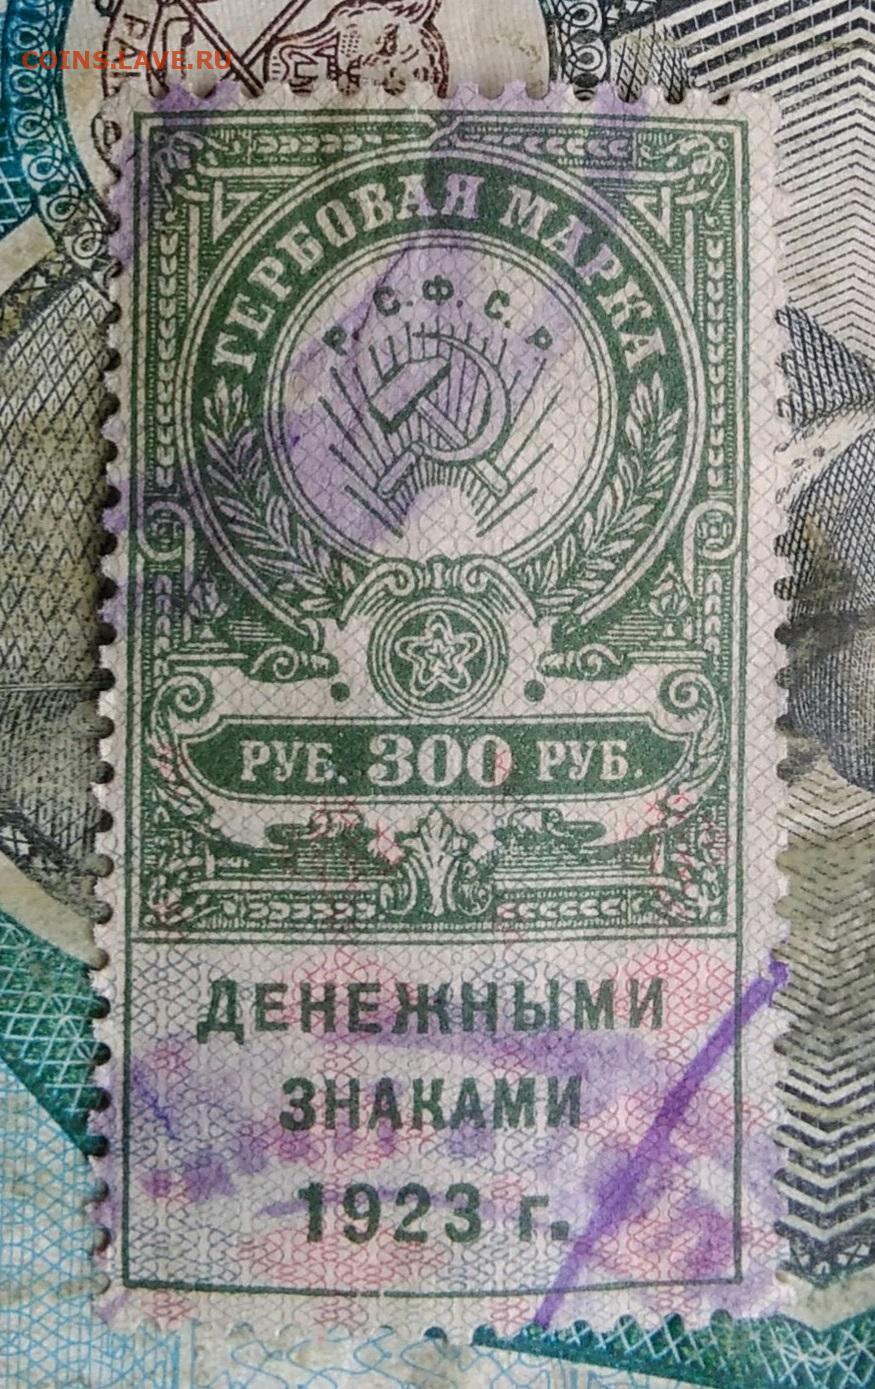 COINS.LAVE.RU
ГЕРБОВАЯ МАРКА
Р. С. Ф. С. Р.
РУБ. 300 РУБ.
ДЕНЕЖНЫМИ
ЗНАКАМИ
1923 г.